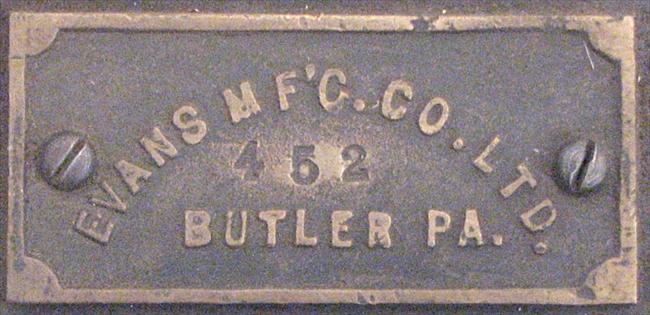 EVANS MF'G. CO. LTD.
452
BUTLER PA.